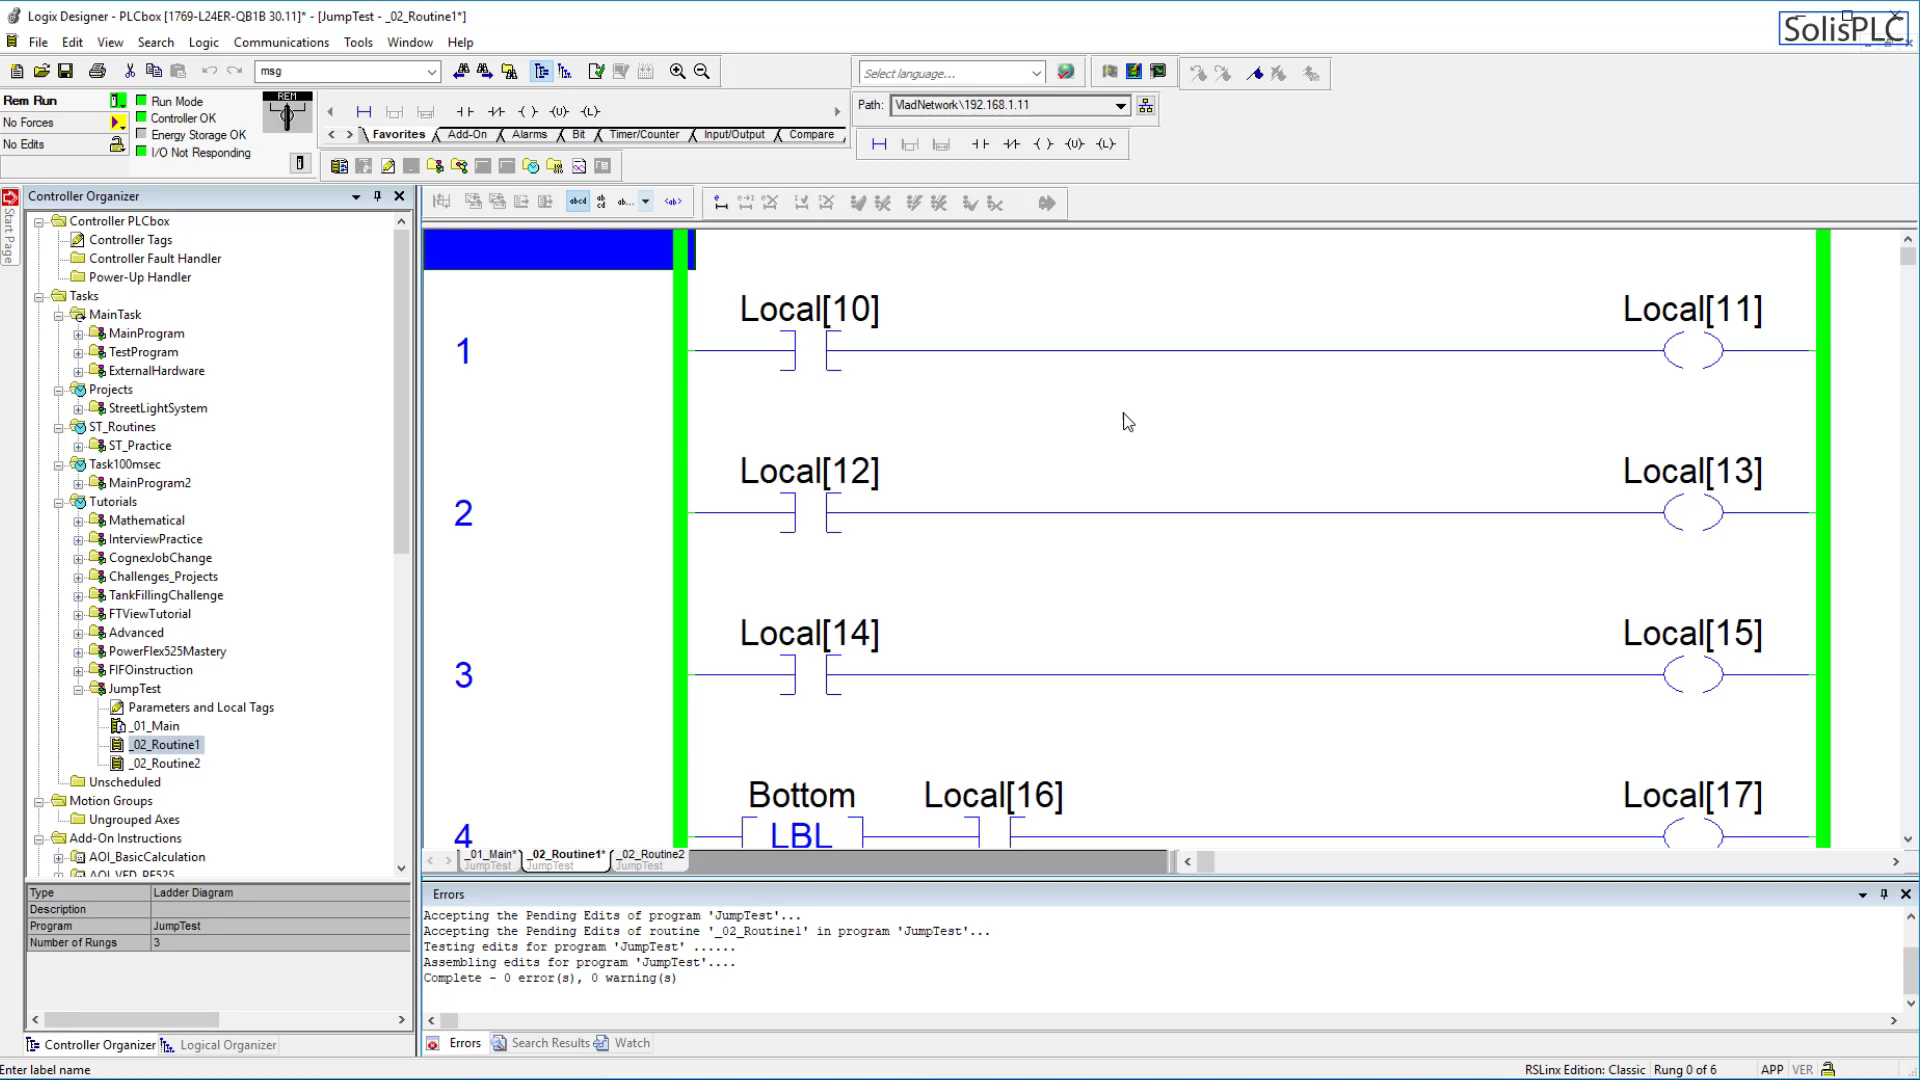 Logix Designer - PLCbox [1769-L24ER-QB1B 30.11]* - [JumpTest - _02_Routine1*]
SolisPLC
File Edit View Search Logic Communications Tools Window Help
msg
Select language...
Rem Run
Run Mode
REM
No Forces
Controller OK
Energy Storage OK
No Edits
I/O Not Responding
Path: VladNetwork\192.168.1.11
Favorites Add-On Alarms Bit Timer/Counter Input/Output Compare
Start Page
Controller Organizer
Controller PLCbox
Controller Tags
Controller Fault Handler
Power-Up Handler
Tasks
MainTask
MainProgram
TestProgram
ExternalHardware
Projects
StreetLightSystem
ST_Routines
ST_Practice
Task100msec
MainProgram2
Tutorials
Mathematical
InterviewPractice
CognexJobChange
Challenges_Projects
TankFillingChallenge
FTViewTutorial
Advanced
PowerFlex525Mastery
FIFOinstruction
JumpTest
Parameters and Local Tags
_01_Main
_02_Routine1
_02_Routine2
Unscheduled
Motion Groups
Ungrouped Axes
Add-On Instructions
AOI_BasicCalculation
Type Ladder Diagram
Description
Program JumpTest
Number of Rungs 3
Controller Organizer Logical Organizer
Local[10] Local[11]
1
Local[12] Local[13]
2
Local[14] Local[15]
3
Bottom Local[16] Local[17]
4 LBL
_01_Main* _02_Routine1* _02_Routine2
JumpTest JumpTest JumpTest
Errors
Accepting the Pending Edits of program 'JumpTest'...
Accepting the Pending Edits of routine '_02_Routine1' in program 'JumpTest'...
Testing edits for program 'JumpTest' ......
Assembling edits for program 'JumpTest'....
Complete - 0 error(s), 0 warning(s)
Errors Search Results Watch
Enter label name
RSLinx Edition: Classic Rung 0 of 6 APP VER